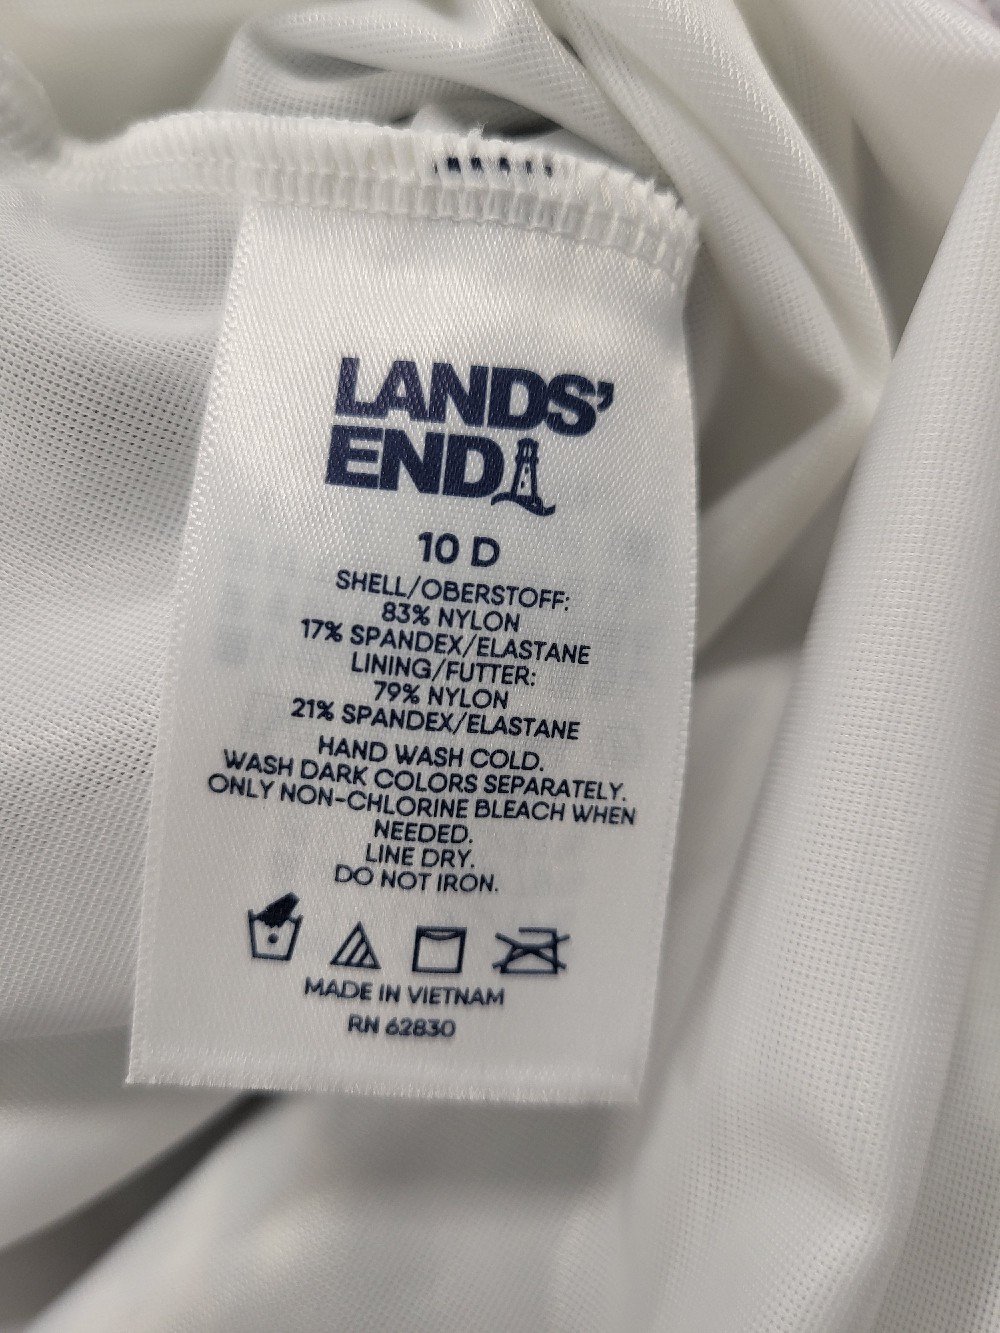 LANDS'
END
10 D
SHELL/OBERSTOFF:
83% NYLON
17% SPANDEX/ELASTANE
LINING/FUTTER:
79% NYLON
21% SPANDEX/ELASTANE
HAND WASH COLD.
WASH DARK COLORS SEPARATELY.
ONLY NON-CHLORINE BLEACH WHEN
NEEDED.
LINE DRY.
DO NOT IRON.
MADE IN VIETNAM
RN 62830